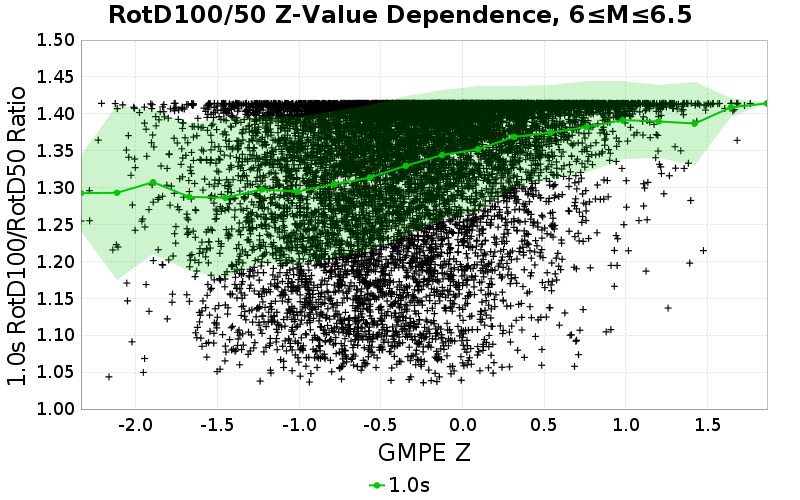 RotD100/50 Z-Value Dependence, 6≤M≤6.5
1.0s RotD100/RotD50 Ratio
1.50
1.45
1.40
1.35
1.30
1.25
1.20
1.15
1.10
1.05
1.00
-2.0 -1.5 -1.0 -0.5 0.0 0.5 1.0 1.5
GMPE Z
1.0s